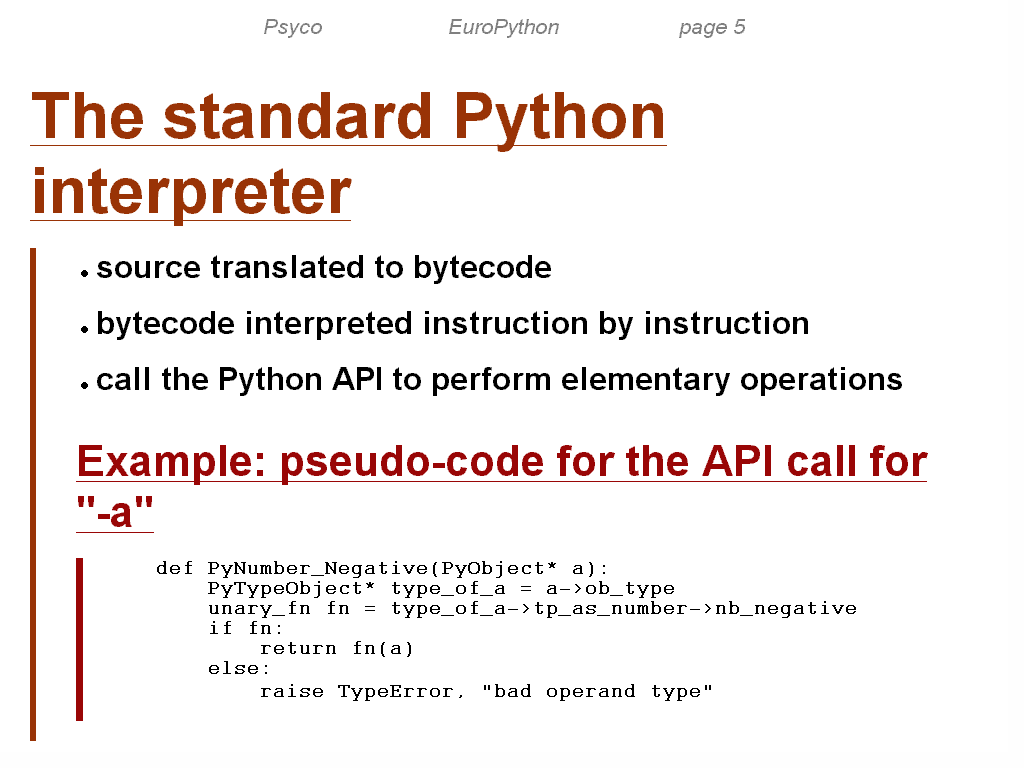 Psyco EuroPython page 5
The standard Python
interpreter
• source translated to bytecode
• bytecode interpreted instruction by instruction
• call the Python API to perform elementary operations
Example: pseudo-code for the API call for
"-a"
def PyNumber_Negative(PyObject* a):
    PyTypeObject* type_of_a = a->ob_type
    unary_fn fn = type_of_a->tp_as_number->nb_negative
    if fn:
        return fn(a)
    else:
        raise TypeError, "bad operand type"